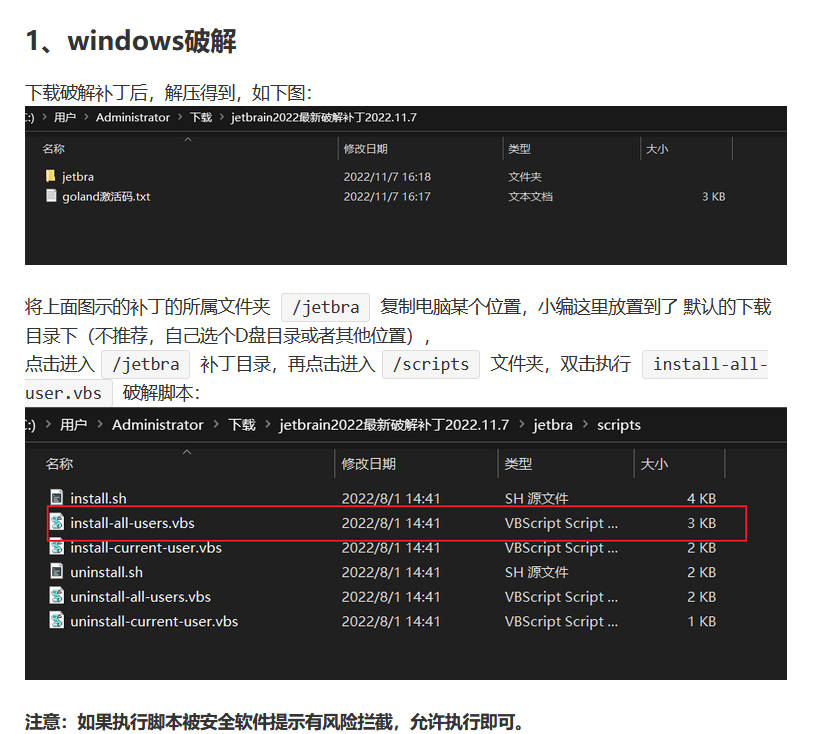 1、windows破解
下载破解补丁后，解压得到，如下图：
:) > 用户 > Administrator > 下载 > jetbrain2022最新破解补丁2022.11.7
名称 修改日期 类型 大小
jetbra 2022/11/7 16:18 文件夹
goland激活码.txt 2022/11/7 16:17 文本文档 3 KB
将上面图示的补丁的所属文件夹 /jetbra 复制电脑某个位置，小编这里放置到了 默认的下载
目录下（不推荐，自己选个D盘目录或者其他位置），
点击进入 /jetbra 补丁目录，再点击进入 /scripts 文件夹，双击执行 install-all-
user.vbs 破解脚本：
:) > 用户 > Administrator > 下载 > jetbrain2022最新破解补丁2022.11.7 > jetbra > scripts
名称 修改日期 类型 大小
install.sh 2022/8/1 14:41 SH 源文件 4 KB
install-all-users.vbs 2022/8/1 14:41 VBScript Script ... 3 KB
install-current-user.vbs 2022/8/1 14:41 VBScript Script ... 2 KB
uninstall.sh 2022/8/1 14:41 SH 源文件 2 KB
uninstall-all-users.vbs 2022/8/1 14:41 VBScript Script ... 2 KB
uninstall-current-user.vbs 2022/8/1 14:41 VBScript Script ... 1 KB
注意：如果执行脚本被安全软件提示有风险拦截，允许执行即可。